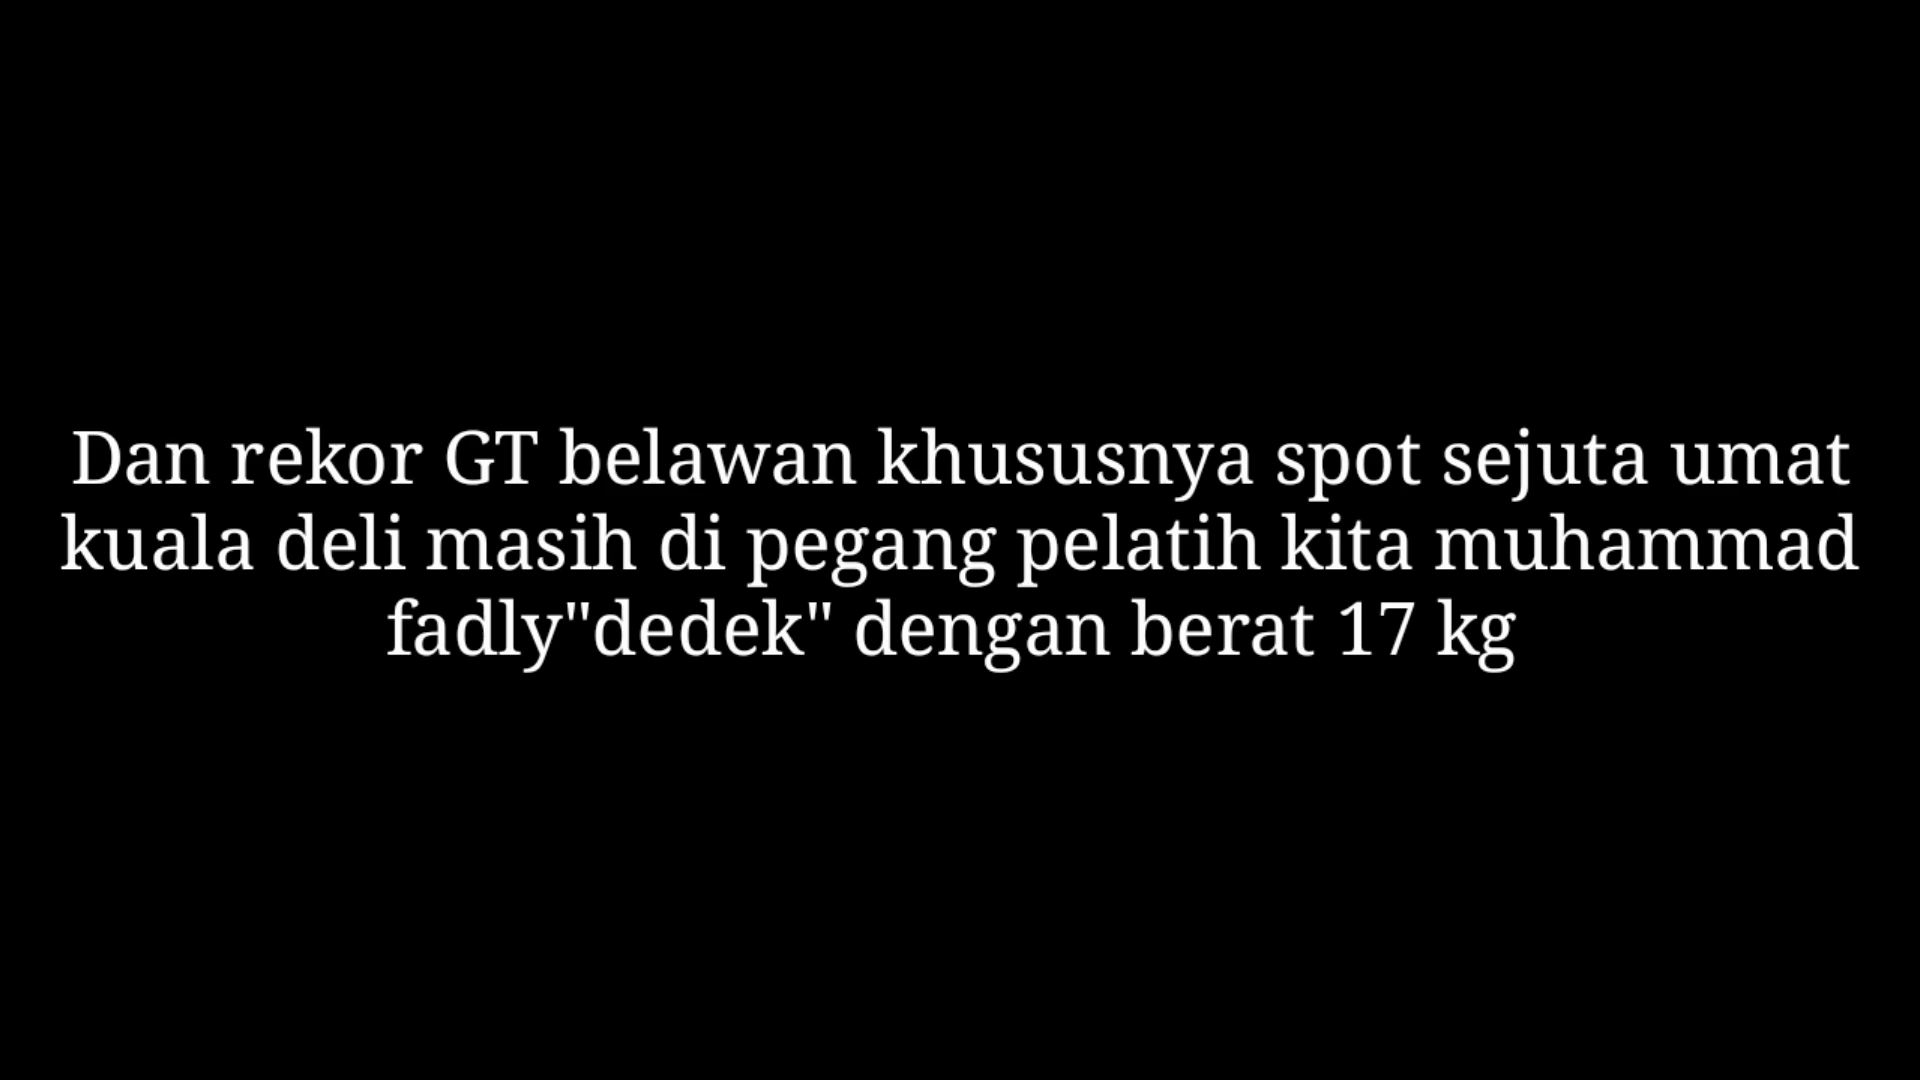 Dan rekor GT belawan khususnya spot sejuta umat
kuala deli masih di pegang pelatih kita muhammad
fadly"dedek" dengan berat 17 kg